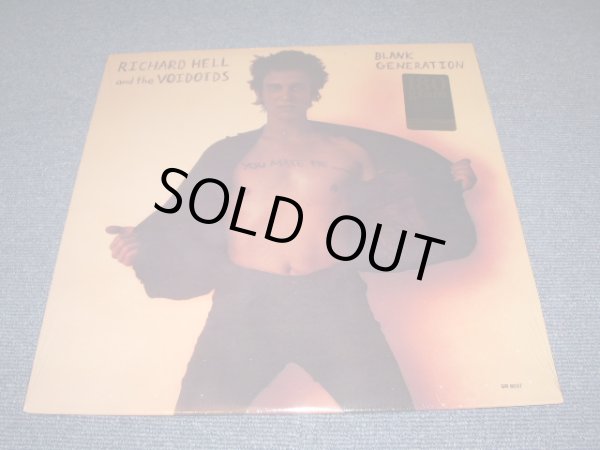 RICHARD HELL
and the VOIDOIDS
BLANK
GENERATION
YOU MAKE ME
SOLD OUT